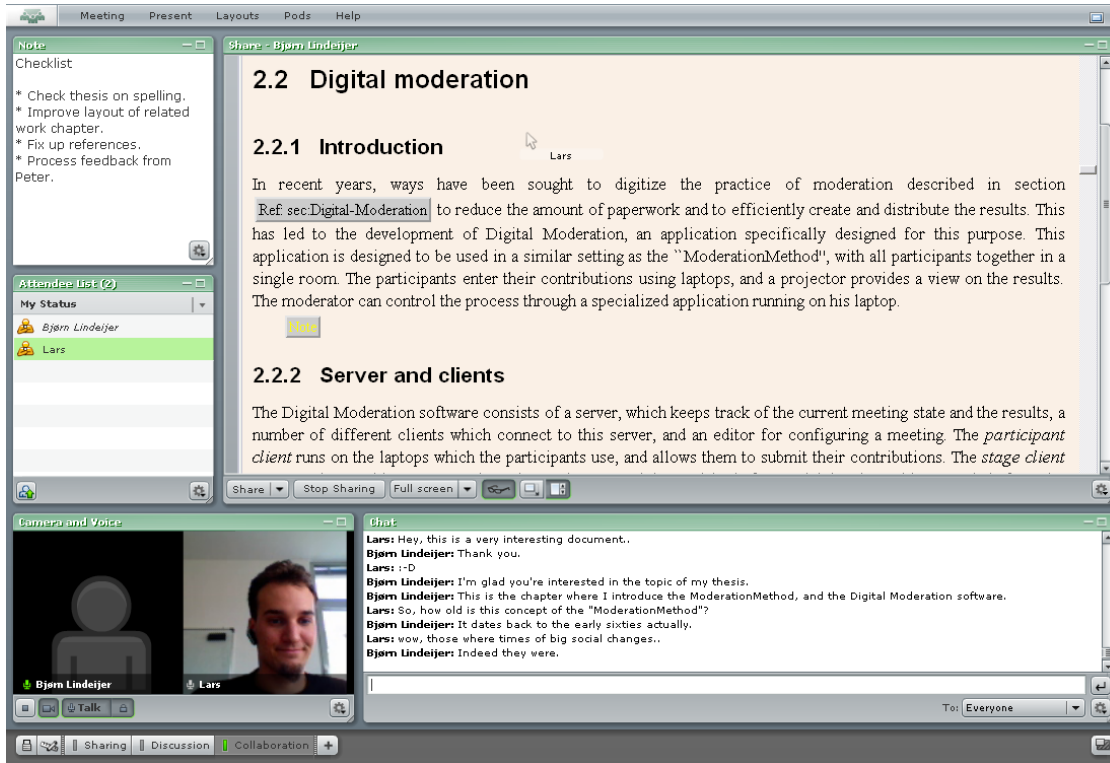 Meeting Present Layouts Pods Help
Note
Checklist
* Check thesis on spelling.
* Improve layout of related
work chapter.
* Fix up references.
* Process feedback from
Peter.
Attendee List (2)
My Status
Bjørn Lindeijer
Lars
Share - Bjørn Lindeijer
2.2 Digital moderation
2.2.1 Introduction
Lars
In recent years, ways have been sought to digitize the practice of moderation described in section
Ref: sec:Digital-Moderation to reduce the amount of paperwork and to efficiently create and distribute the results. This
has led to the development of Digital Moderation, an application specifically designed for this purpose. This
application is designed to be used in a similar setting as the ``ModerationMethod'', with all participants together in a
single room. The participants enter their contributions using laptops, and a projector provides a view on the results.
The moderator can control the process through a specialized application running on his laptop.
Note
2.2.2 Server and clients
The Digital Moderation software consists of a server, which keeps track of the current meeting state and the results, a
number of different clients which connect to this server, and an editor for configuring a meeting. The participant
client runs on the laptops which the participants use, and allows them to submit their contributions. The stage client
Share Stop Sharing Full screen
Camera and Voice
Bjørn Lindeijer Lars
Talk
Chat
Lars: Hey, this is a very interesting document..
Bjørn Lindeijer: Thank you.
Lars: :-D
Bjørn Lindeijer: I'm glad you're interested in the topic of my thesis.
Bjørn Lindeijer: This is the chapter where I introduce the ModerationMethod, and the Digital Moderation software.
Lars: So, how old is this concept of the "ModerationMethod"?
Bjørn Lindeijer: It dates back to the early sixties actually.
Lars: wow, those where times of big social changes..
Bjørn Lindeijer: Indeed they were.
To: Everyone
Sharing Discussion Collaboration +